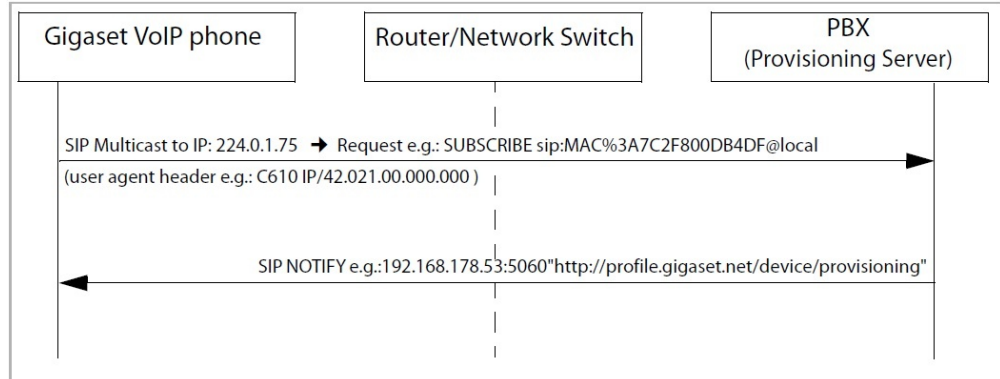 Gigaset VoIP phone
Router/Network Switch
PBX
(Provisioning Server)
SIP Multicast to IP: 224.0.1.75 ➔ Request e.g.: SUBSCRIBE sip:MAC%3A7C2F800DB4DF@local
(user agent header e.g.: C610 IP/42.021.00.000.000 )
SIP NOTIFY e.g.:192.168.178.53:5060"http://profile.gigaset.net/device/provisioning"